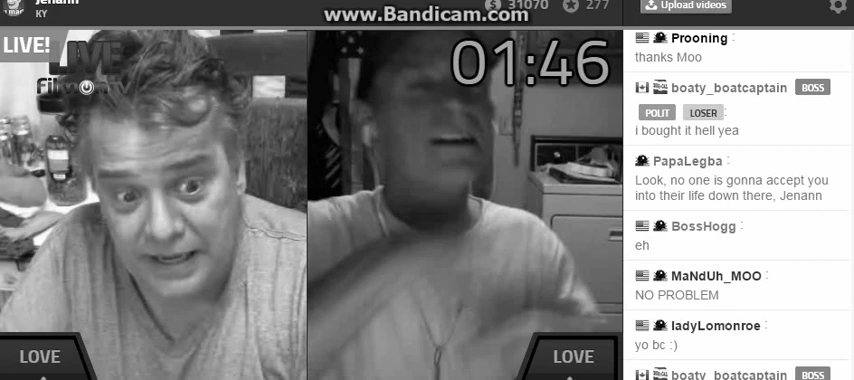 Jenann
KY
31070
277
www.Bandicam.com
Upload videos
LIVE!
LIVE
01:46
Prooning :
thanks Moo
boaty_boatcaptain BOSS
POLIT LOSER :
i bought it hell yea
PapaLegba :
Look, no one is gonna accept you
into their life down there, Jenann
BossHogg :
eh
MaNdUh_MOO :
NO PROBLEM
ladyLomonroe :
yo bc :)
boaty_boatcaptain BOSS
LOVE
LOVE